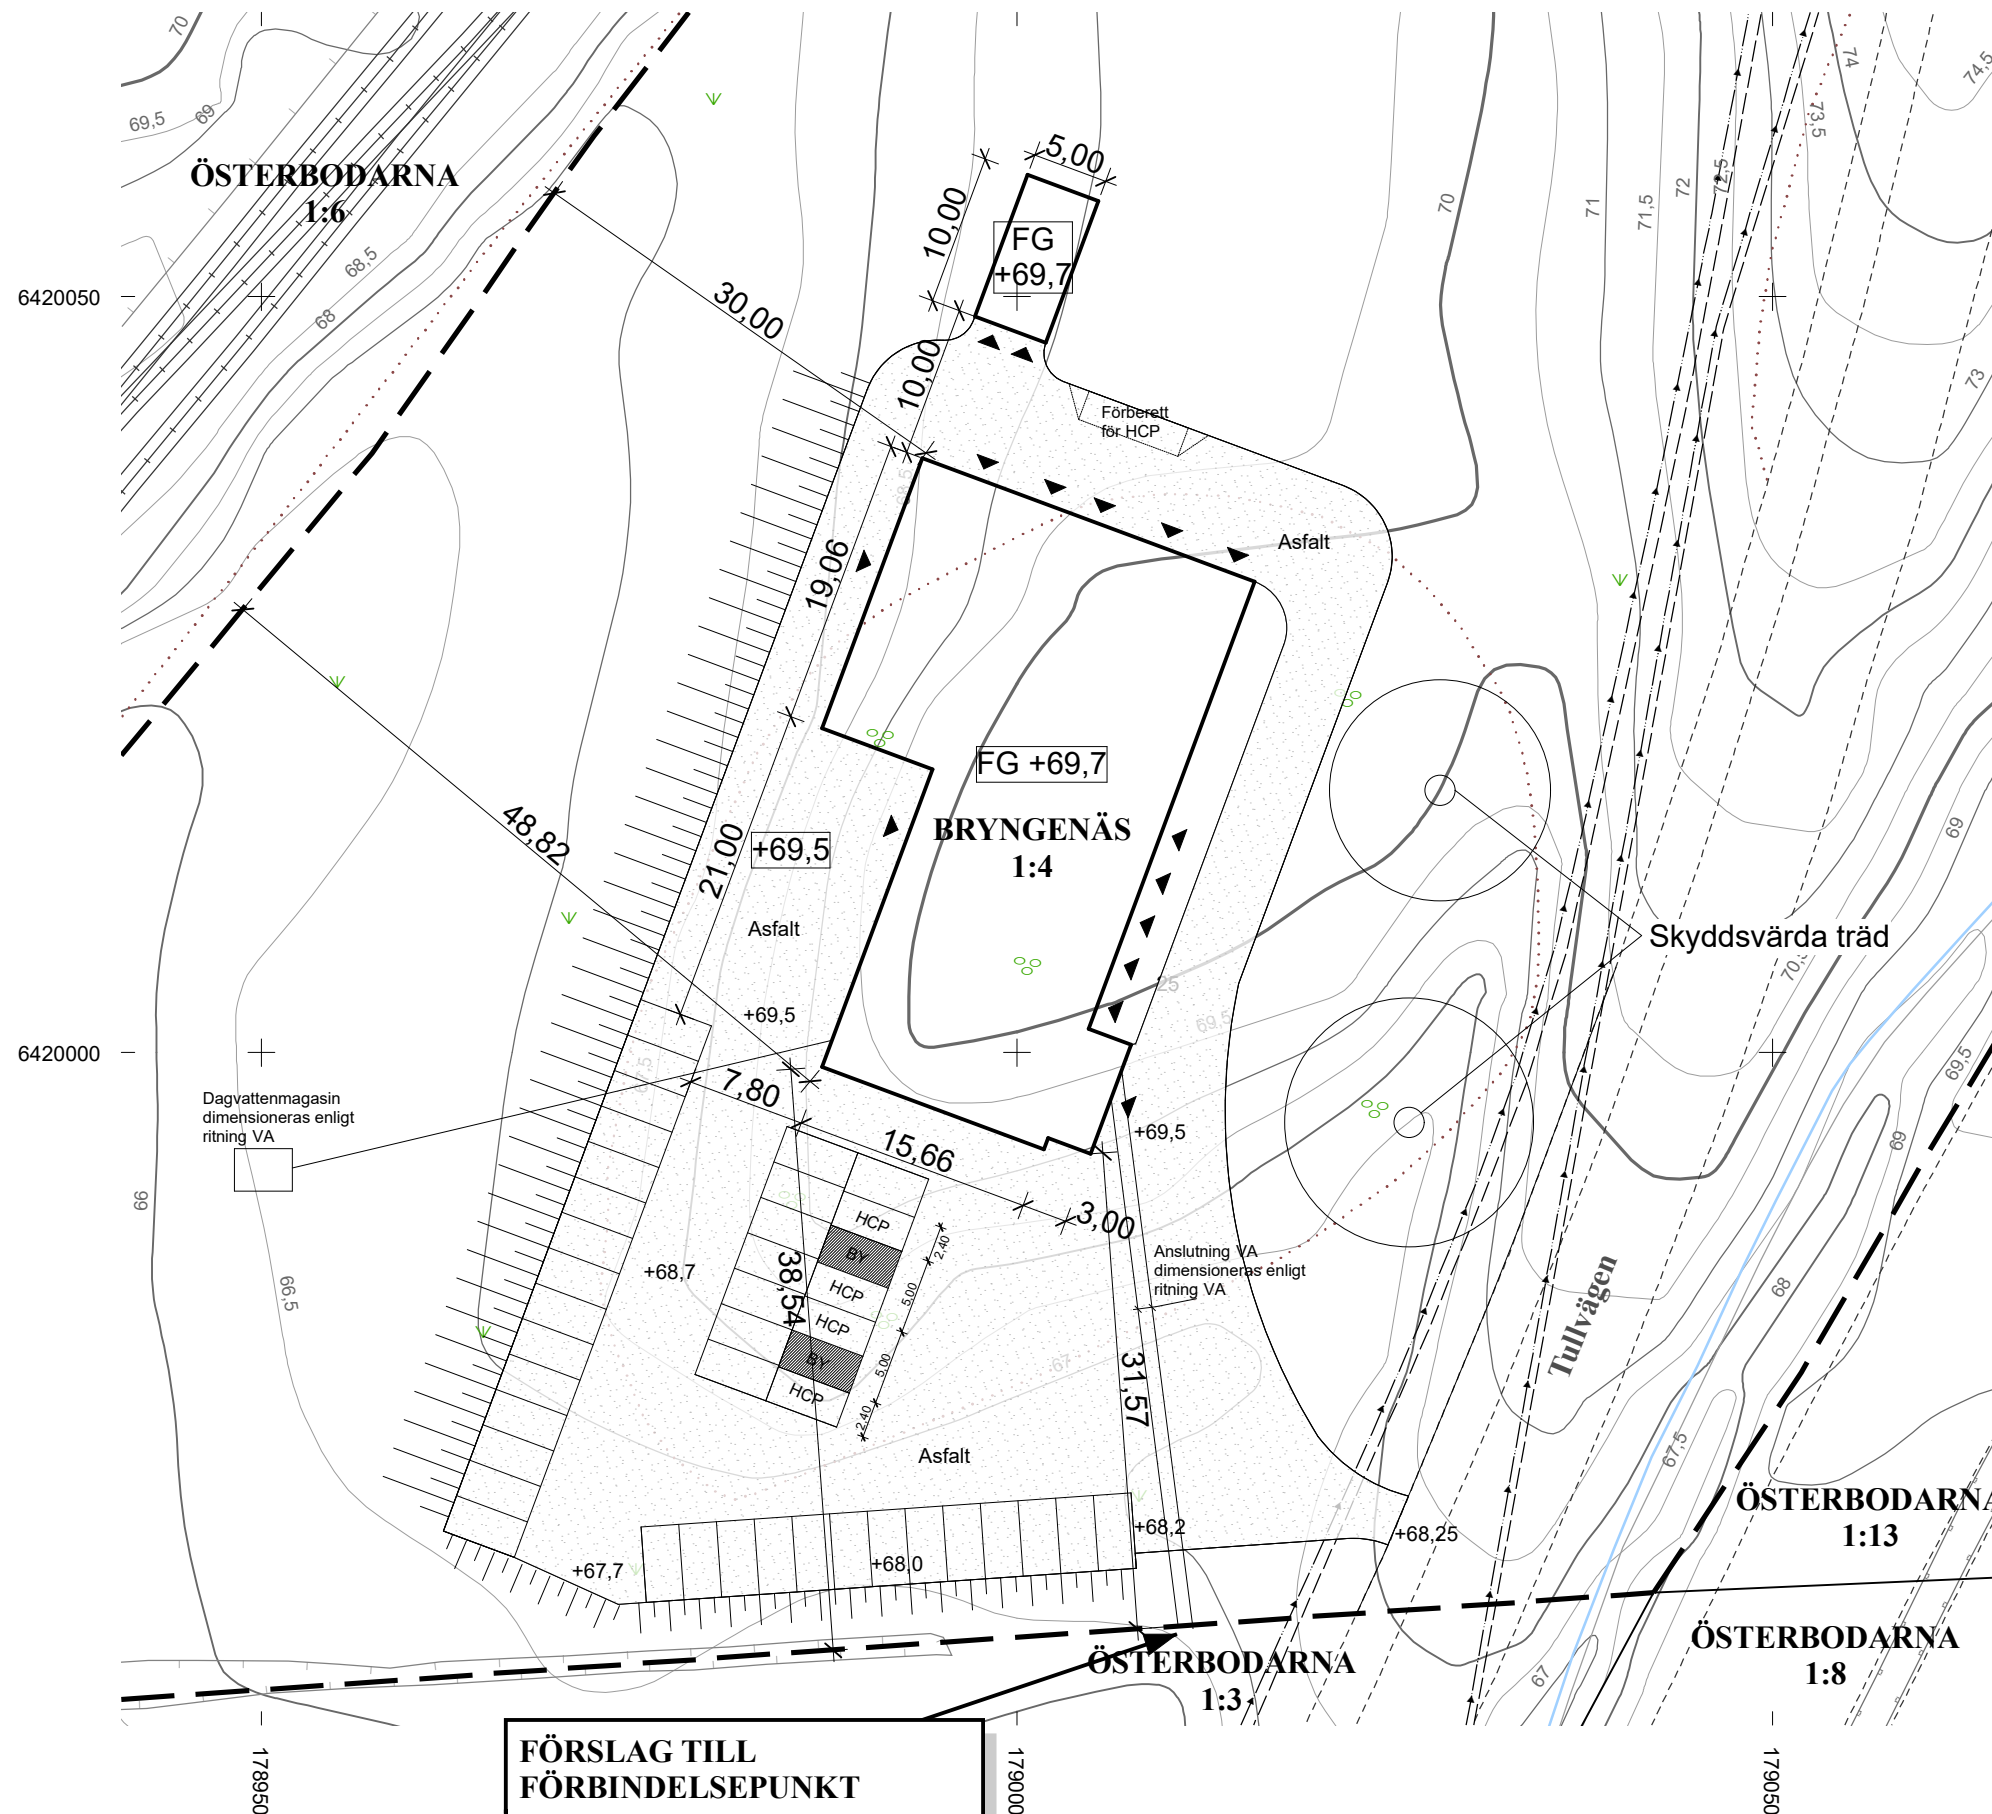 70
69,5
69
ÖSTERBODARNA
1:6
68,5
68
6420050
5,00
10,00
FG
+69,7
30,00
10,00
Förberett
för HCP
70
71
71,5
72
72,5
74
73,5
74,5
73
19,06
Asfalt
FG +69,7
BRYNGENÄS
1:4
+69,5
21,00
48,82
Asfalt
69
Skyddsvärda träd
25
69,5
+69,5
6420000
Dagvattenmagasin
dimensioneras enligt
ritning VA
7,80
15,66
+69,5
3,00
69,5
69
66
66,5
+68,7
HCP
BY
HCP
HCP
BY
HCP
2,40
5,00
5,00
2,40
38,54
Anslutning VA
dimensioneras enligt
ritning VA
31,57
67
Tullvägen
68
67,5
Asfalt
+67,7
+68,0
+68,2
+68,25
ÖSTERBODARNA
1:13
ÖSTERBODARNA
1:3
ÖSTERBODARNA
1:8
67
FÖRSLAG TILL
FÖRBINDELSEPUNKT
178950
179000
179050